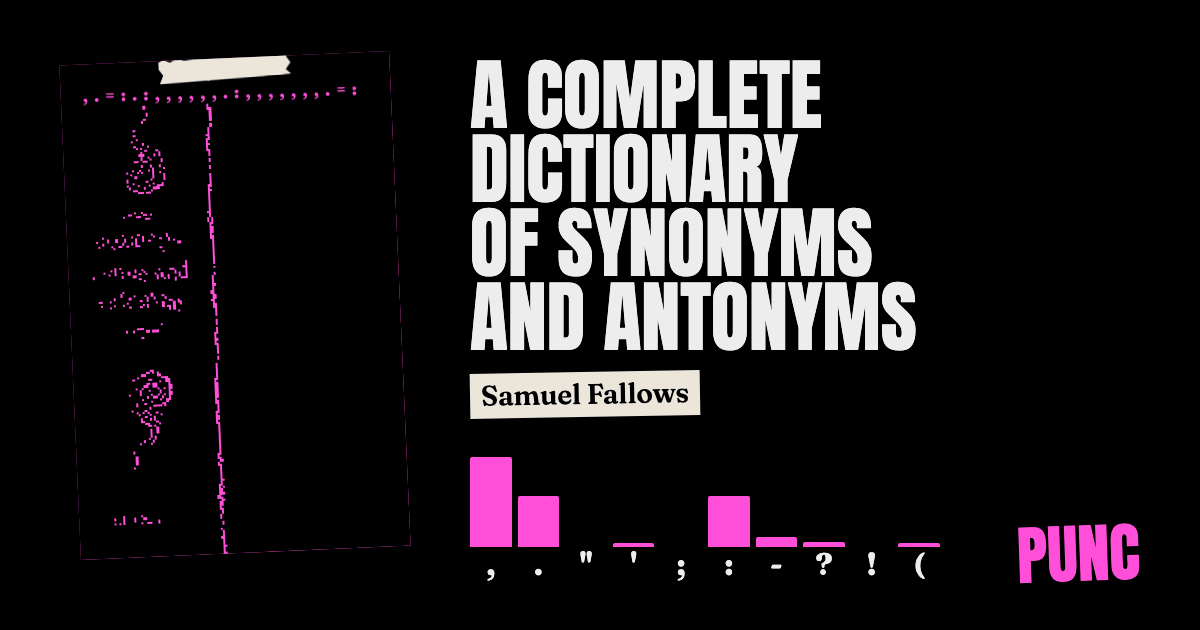 ,.=:.:,,,,,,.:,,,,,,,,.=:
A COMPLETE
DICTIONARY
OF SYNONYMS
AND ANTONYMS
Samuel Fallows
, . " ' ; : - ? ! (
PUNC